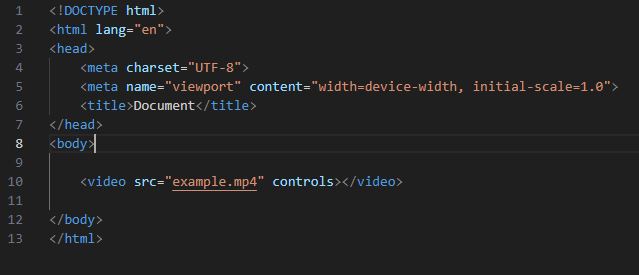 1 <!DOCTYPE html>
2 <html lang="en">
3 <head>
4     <meta charset="UTF-8">
5     <meta name="viewport" content="width=device-width, initial-scale=1.0">
6     <title>Document</title>
7 </head>
8 <body>
9
10     <video src="example.mp4" controls></video>
11
12 </body>
13 </html>